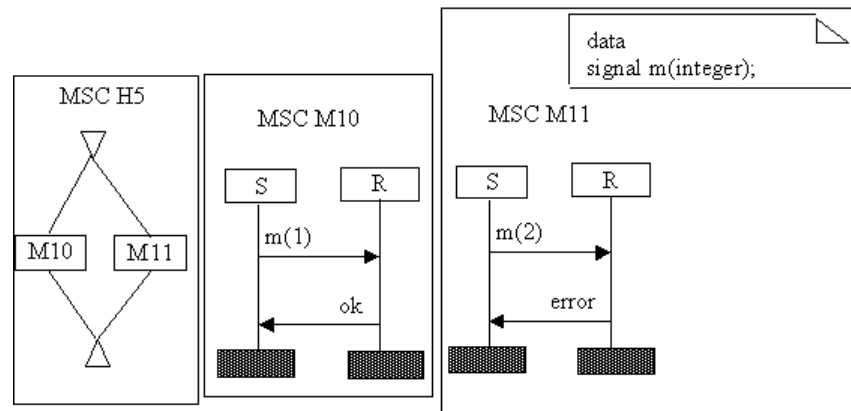 MSC H5
M10
M11
MSC M10
S
R
m(1)
ok
data
signal m(integer);
MSC M11
S
R
m(2)
error